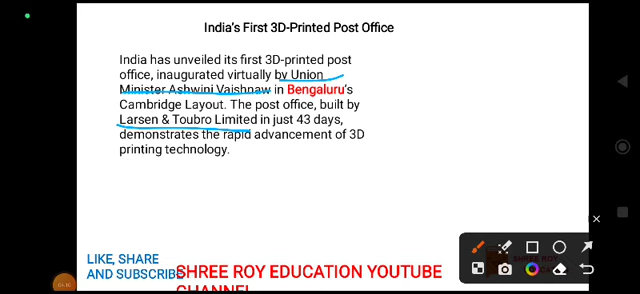 India's First 3D-Printed Post Office
India has unveiled its first 3D-printed post
office, inaugurated virtually by Union
Minister Ashwini Vaishnaw in Bengaluru's
Cambridge Layout. The post office, built by
Larsen & Toubro Limited in just 43 days,
demonstrates the rapid advancement of 3D
printing technology.
LIKE, SHARE
AND SUBSCRIBE
SHREE ROY EDUCATION YOUTUBE
CHANNEL
SHREE ROY